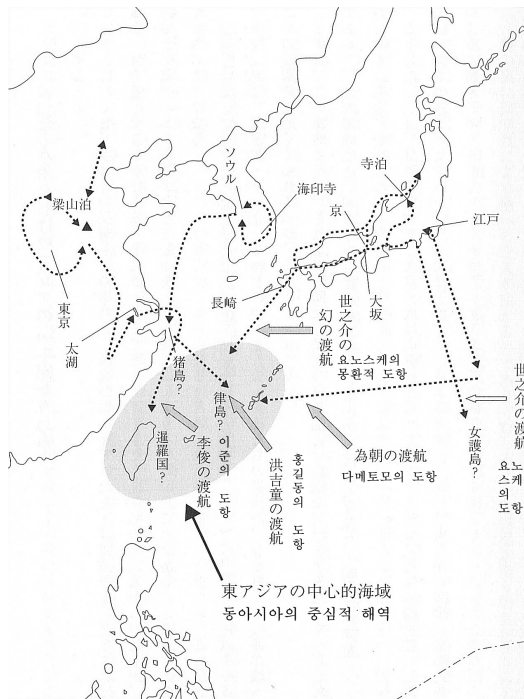 ソウル
海印寺
寺泊
京
江戸
大坂
長崎
梁山泊
東京
太湖
猪島?
律島?
暹羅国?
世之介の
幻の渡航
요노스케의
몽환적 도항
李俊の渡航
이준의 도항
洪吉童の渡航
홍길동의 도항
為朝の渡航
다메토모의 도항
女護島?
世之介の渡航
요노스케의 도항
東アジアの中心的海域
동아시아의 중심적 해역